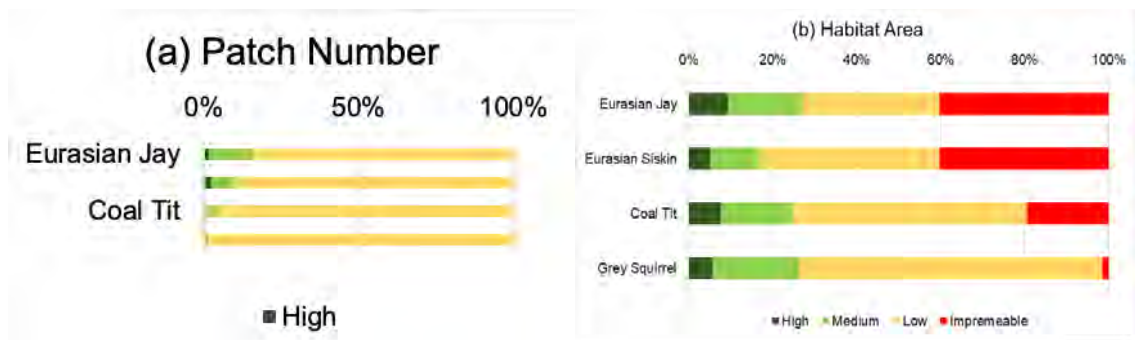 (a) Patch Number
0% 50% 100%
Eurasian Jay
Coal Tit
High
(b) Habitat Area
0% 20% 40% 60% 80% 100%
Eurasian Jay
Eurasian Siskin
Coal Tit
Grey Squirrel
High Medium Low Impremeable